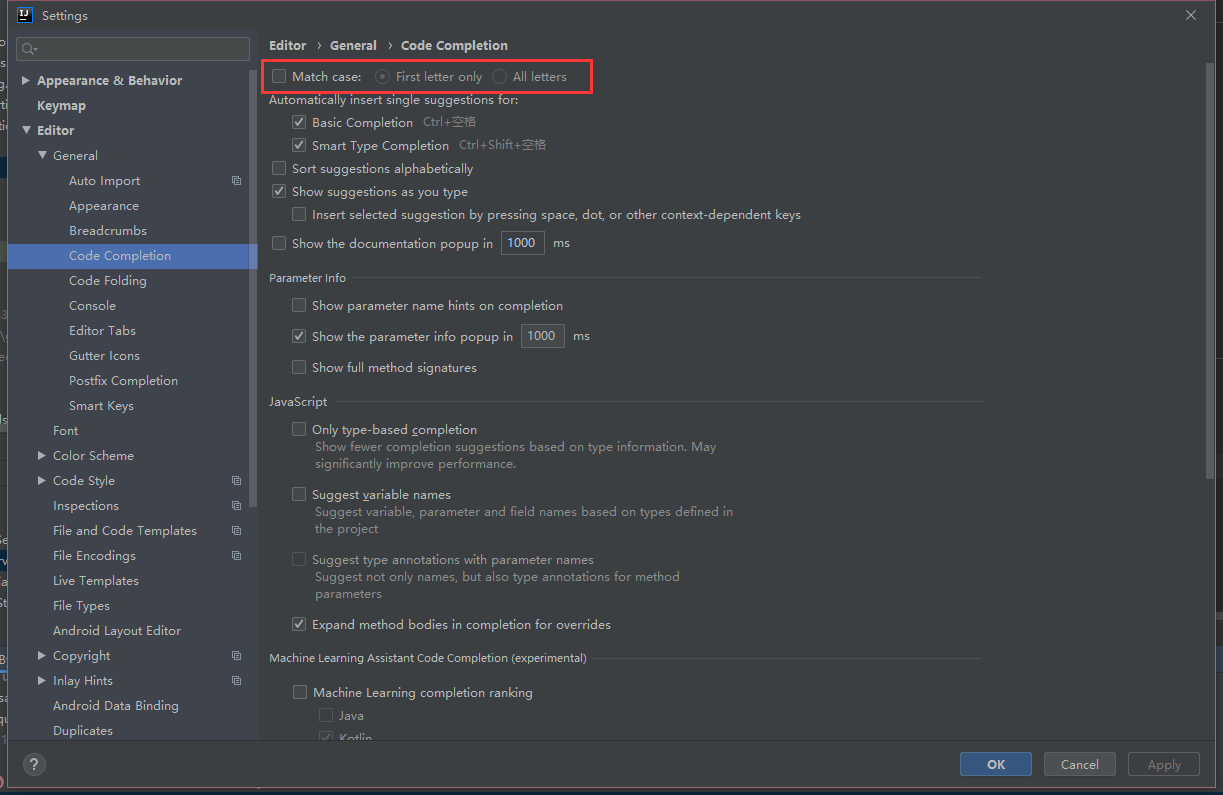 Settings
Editor › General › Code Completion
Match case: First letter only All letters
Automatically insert single suggestions for:
Basic Completion Ctrl+空格
Smart Type Completion Ctrl+Shift+空格
Sort suggestions alphabetically
Show suggestions as you type
Insert selected suggestion by pressing space, dot, or other context-dependent keys
Show the documentation popup in 1000 ms
Parameter Info
Show parameter name hints on completion
Show the parameter info popup in 1000 ms
Show full method signatures
JavaScript
Only type-based completion
Show fewer completion suggestions based on type information. May
significantly improve performance.
Suggest variable names
Suggest variable, parameter and field names based on types defined in
the project
Suggest type annotations with parameter names
Suggest not only names, but also type annotations for method
parameters
Expand method bodies in completion for overrides
Machine Learning Assistant Code Completion (experimental)
Machine Learning completion ranking
Java
Kotlin
Appearance & Behavior
Keymap
Editor
General
Auto Import
Appearance
Breadcrumbs
Code Completion
Code Folding
Console
Editor Tabs
Gutter Icons
Postfix Completion
Smart Keys
Font
Color Scheme
Code Style
Inspections
File and Code Templates
File Encodings
Live Templates
File Types
Android Layout Editor
Copyright
Inlay Hints
Android Data Binding
Duplicates
?
OK
Cancel
Apply